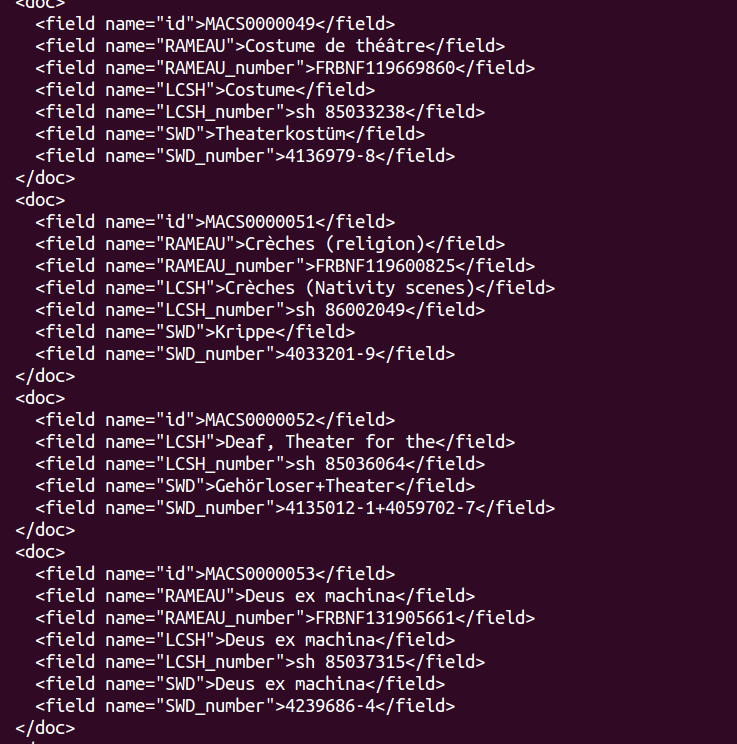 <doc>
<field name="id">MACS0000049</field>
<field name="RAMEAU">Costume de théâtre</field>
<field name="RAMEAU_number">FRBNF119669860</field>
<field name="LCSH">Costume</field>
<field name="LCSH_number">sh 85033238</field>
<field name="SWD">Theaterkostüm</field>
<field name="SWD_number">4136979-8</field>
</doc>
<doc>
<field name="id">MACS0000051</field>
<field name="RAMEAU">Crèches (religion)</field>
<field name="RAMEAU_number">FRBNF119600825</field>
<field name="LCSH">Crèches (Nativity scenes)</field>
<field name="LCSH_number">sh 86002049</field>
<field name="SWD">Krippe</field>
<field name="SWD_number">4033201-9</field>
</doc>
<doc>
<field name="id">MACS0000052</field>
<field name="LCSH">Deaf, Theater for the</field>
<field name="LCSH_number">sh 85036064</field>
<field name="SWD">Gehörloser+Theater</field>
<field name="SWD_number">4135012-1+4059702-7</field>
</doc>
<doc>
<field name="id">MACS0000053</field>
<field name="RAMEAU">Deus ex machina</field>
<field name="RAMEAU_number">FRBNF131905661</field>
<field name="LCSH">Deus ex machina</field>
<field name="LCSH_number">sh 85037315</field>
<field name="SWD">Deus ex machina</field>
<field name="SWD_number">4239686-4</field>
</doc>